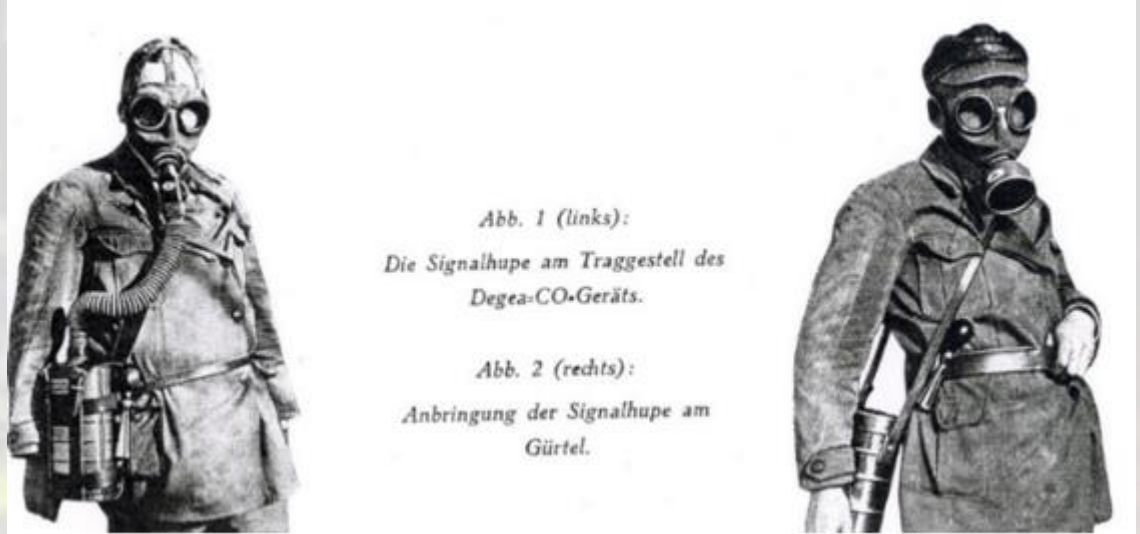 Abb. 1 (links):
Die Signalhupe am Traggestell des
Degea=CO-Geräts.
Abb. 2 (rechts):
Anbringung der Signalhupe am
Gürtel.